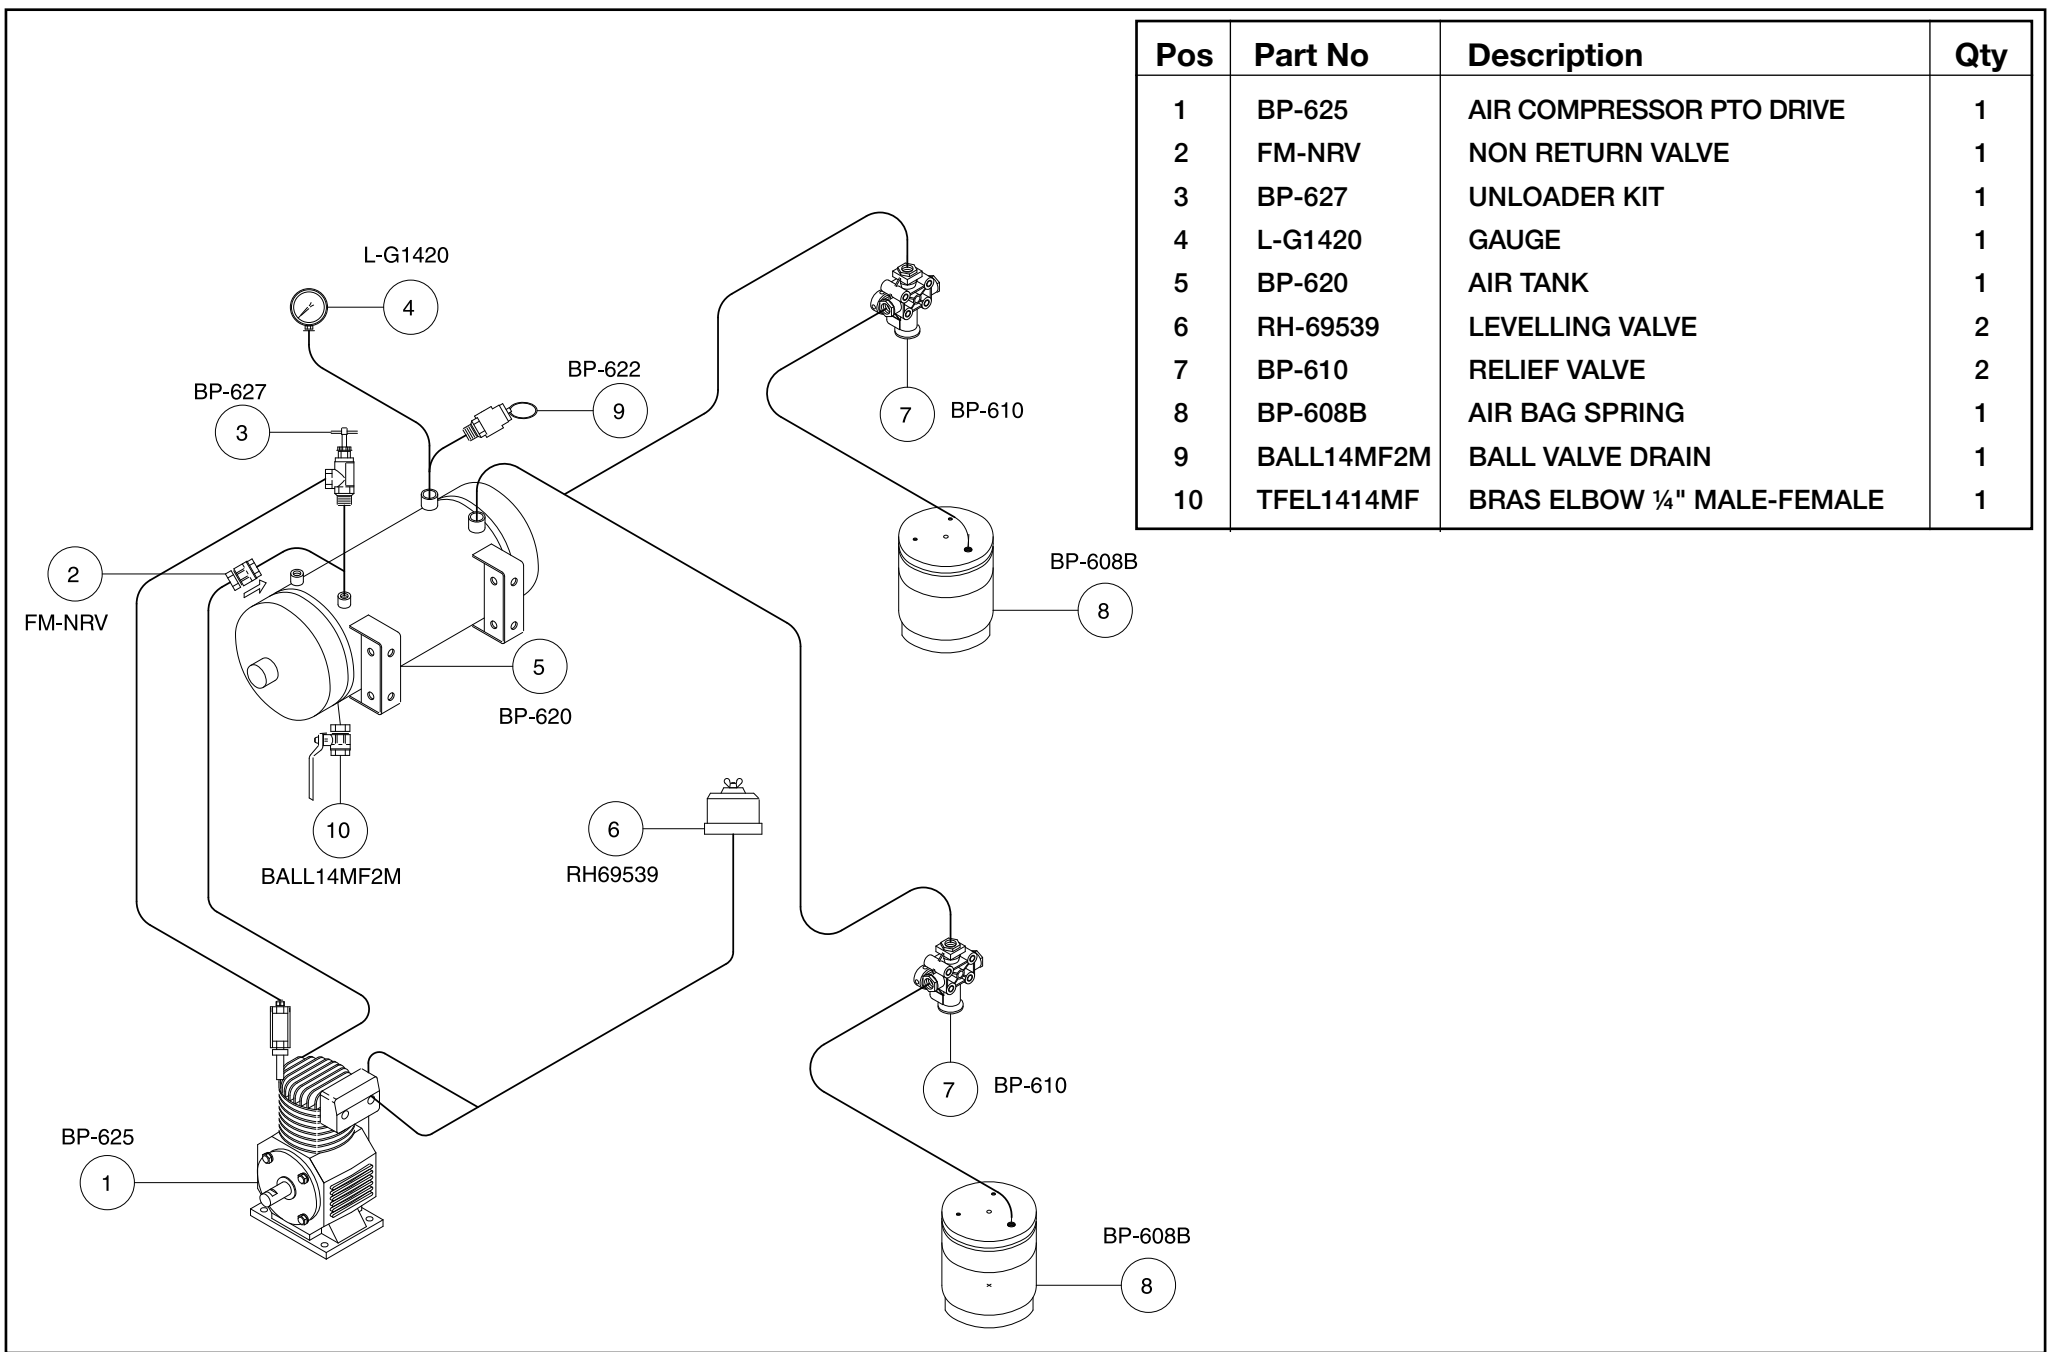 Pos Part No Description Qty
1 BP-625 AIR COMPRESSOR PTO DRIVE 1
2 FM-NRV NON RETURN VALVE 1
3 BP-627 UNLOADER KIT 1
4 L-G1420 GAUGE 1
5 BP-620 AIR TANK 1
6 RH-69539 LEVELLING VALVE 2
7 BP-610 RELIEF VALVE 2
8 BP-608B AIR BAG SPRING 1
9 BALL14MF2M BALL VALVE DRAIN 1
10 TFEL1414MF BRAS ELBOW ¼" MALE-FEMALE 1
L-G1420
4
BP-622
9
BP-627
3
7 BP-610
2
FM-NRV
BP-608B
8
5
BP-620
10
BALL14MF2M
6
RH69539
7 BP-610
BP-625
1
BP-608B
8